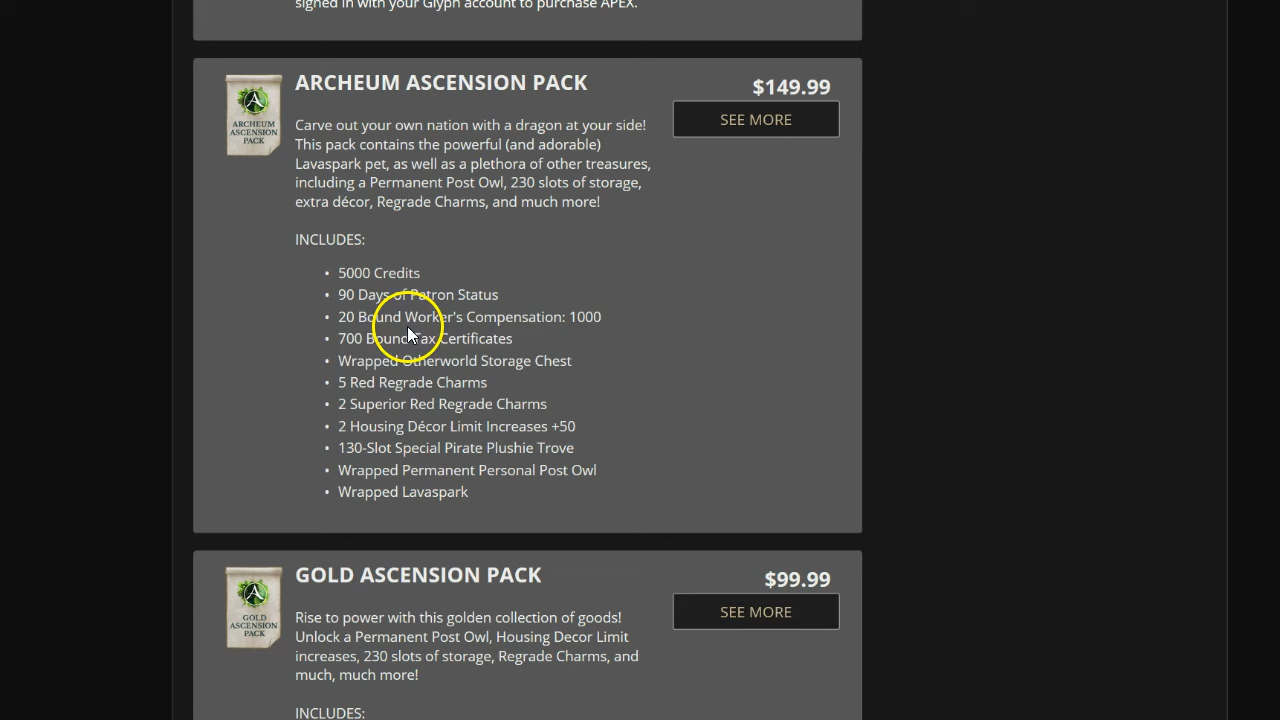 signed in with your Glyph account to purchase APEX.
ARCHEUM ASCENSION PACK
$149.99
SEE MORE
A
ARCHEUM
ASCENSION
PACK
Carve out your own nation with a dragon at your side!
This pack contains the powerful (and adorable)
Lavaspark pet, as well as a plethora of other treasures,
including a Permanent Post Owl, 230 slots of storage,
extra décor, Regrade Charms, and much more!
INCLUDES:
• 5000 Credits
• 90 Days of Patron Status
• 20 Bound Worker's Compensation: 1000
• 700 Bound Tax Certificates
• Wrapped Otherworld Storage Chest
• 5 Red Regrade Charms
• 2 Superior Red Regrade Charms
• 2 Housing Décor Limit Increases +50
• 130-Slot Special Pirate Plushie Trove
• Wrapped Permanent Personal Post Owl
• Wrapped Lavaspark
GOLD ASCENSION PACK
$99.99
SEE MORE
A
GOLD
ASCENSION
PACK
Rise to power with this golden collection of goods!
Unlock a Permanent Post Owl, Housing Decor Limit
increases, 230 slots of storage, Regrade Charms, and
much, much more!
INCLUDES: